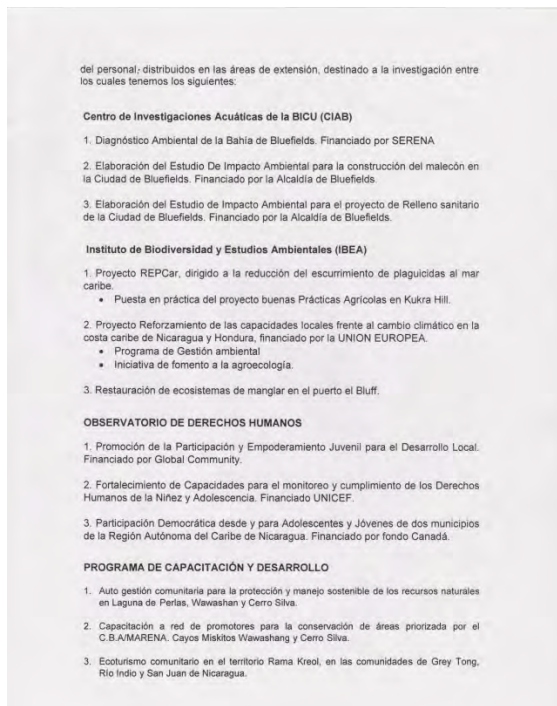 del personal, distribuidos en las áreas de extensión, destinado a la investigación entre
los cuales tenemos los siguientes:
Centro de Investigaciones Acuáticas de la BICU (CIAB)
1. Diagnóstico Ambiental de la Bahía de Bluefields. Financiado por SERENA
2. Elaboración del Estudio De Impacto Ambiental para la construcción del malecón en
la Ciudad de Bluefields. Financiado por la Alcaldía de Bluefields.
3. Elaboración del Estudio de Impacto Ambiental para el proyecto de Relleno sanitario
de la Ciudad de Bluefields. Financiado por la Alcaldía de Bluefields.
Instituto de Biodiversidad y Estudios Ambientales (IBEA)
1. Proyecto REPCar, dirigido a la reducción del escurrimiento de plaguicidas al mar
caribe.
• Puesta en práctica del proyecto buenas Prácticas Agrícolas en Kukra Hill.
2. Proyecto Reforzamiento de las capacidades locales frente al cambio climático en la
costa caribe de Nicaragua y Hondura, financiado por la UNION EUROPEA.
• Programa de Gestión ambiental
• Iniciativa de fomento a la agroecología.
3. Restauración de ecosistemas de manglar en el puerto el Bluff.
OBSERVATORIO DE DERECHOS HUMANOS
1. Promoción de la Participación y Empoderamiento Juvenil para el Desarrollo Local.
Financiado por Global Community.
2. Fortalecimiento de Capacidades para el monitoreo y cumplimiento de los Derechos
Humanos de la Niñez y Adolescencia. Financiado UNICEF.
3. Participación Democrática desde y para Adolescentes y Jóvenes de dos municipios
de la Región Autónoma del Caribe de Nicaragua. Financiado por fondo Canadá.
PROGRAMA DE CAPACITACIÓN Y DESARROLLO
1. Auto gestión comunitaria para la protección y manejo sostenible de los recursos naturales
en Laguna de Perlas, Wawashan y Cerro Silva.
2. Capacitación a red de promotores para la conservación de áreas priorizada por el
C.B.A/MARENA. Cayos Miskitos Wawashang y Cerro Silva.
3. Ecoturismo comunitario en el territorio Rama Kreol, en las comunidades de Grey Tong,
Río Indio y San Juan de Nicaragua.